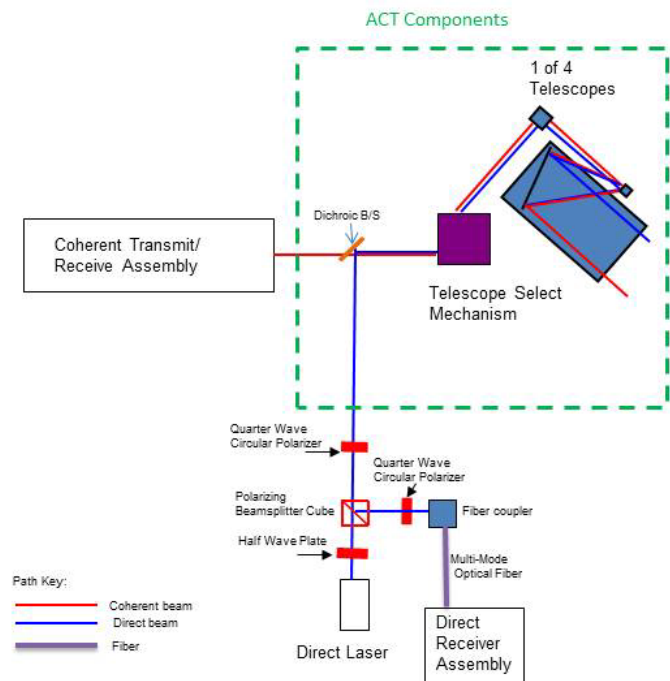 ACT Components
1 of 4
Telescopes
Dichroic B/S
Coherent Transmit/
Receive Assembly
Telescope Select
Mechanism
Quarter Wave
Circular Polarizer
Quarter Wave
Circular Polarizer
Polarizing
Beamsplitter Cube
Fiber coupler
Half Wave Plate
Multi-Mode
Optical Fiber
Path Key:
Coherent beam
Direct beam
Fiber
Direct Laser
Direct
Receiver
Assembly